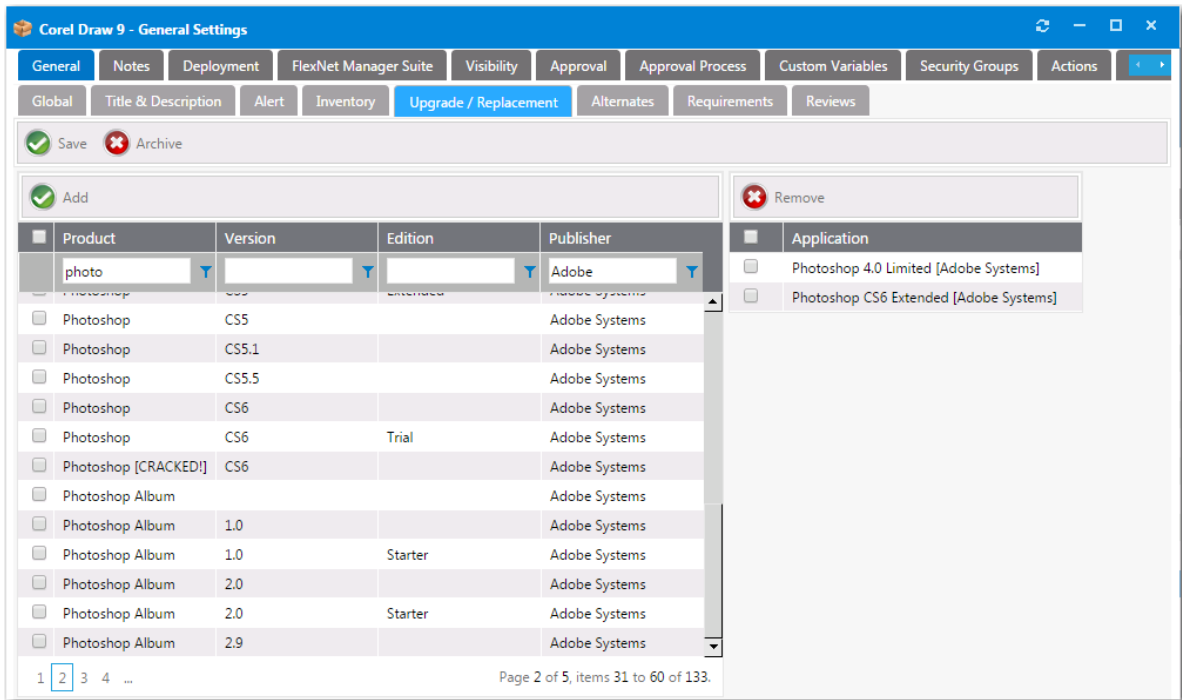 Corel Draw 9 - General Settings
General Notes Deployment FlexNet Manager Suite Visibility Approval Approval Process Custom Variables Security Groups Actions
Global Title & Description Alert Inventory Upgrade / Replacement Alternates Requirements Reviews
Save Archive
Add Remove
Product Version Edition Publisher Application
photo Adobe Photoshop 4.0 Limited [Adobe Systems]
Photoshop CS5 Extended Adobe Systems Photoshop CS6 Extended [Adobe Systems]
Photoshop CS5 Adobe Systems
Photoshop CS5.1 Adobe Systems
Photoshop CS5.5 Adobe Systems
Photoshop CS6 Adobe Systems
Photoshop CS6 Trial Adobe Systems
Photoshop [CRACKED!] CS6 Adobe Systems
Photoshop Album Adobe Systems
Photoshop Album 1.0 Adobe Systems
Photoshop Album 1.0 Starter Adobe Systems
Photoshop Album 2.0 Adobe Systems
Photoshop Album 2.0 Starter Adobe Systems
Photoshop Album 2.9 Adobe Systems
1 2 3 4 ... Page 2 of 5, items 31 to 60 of 133.